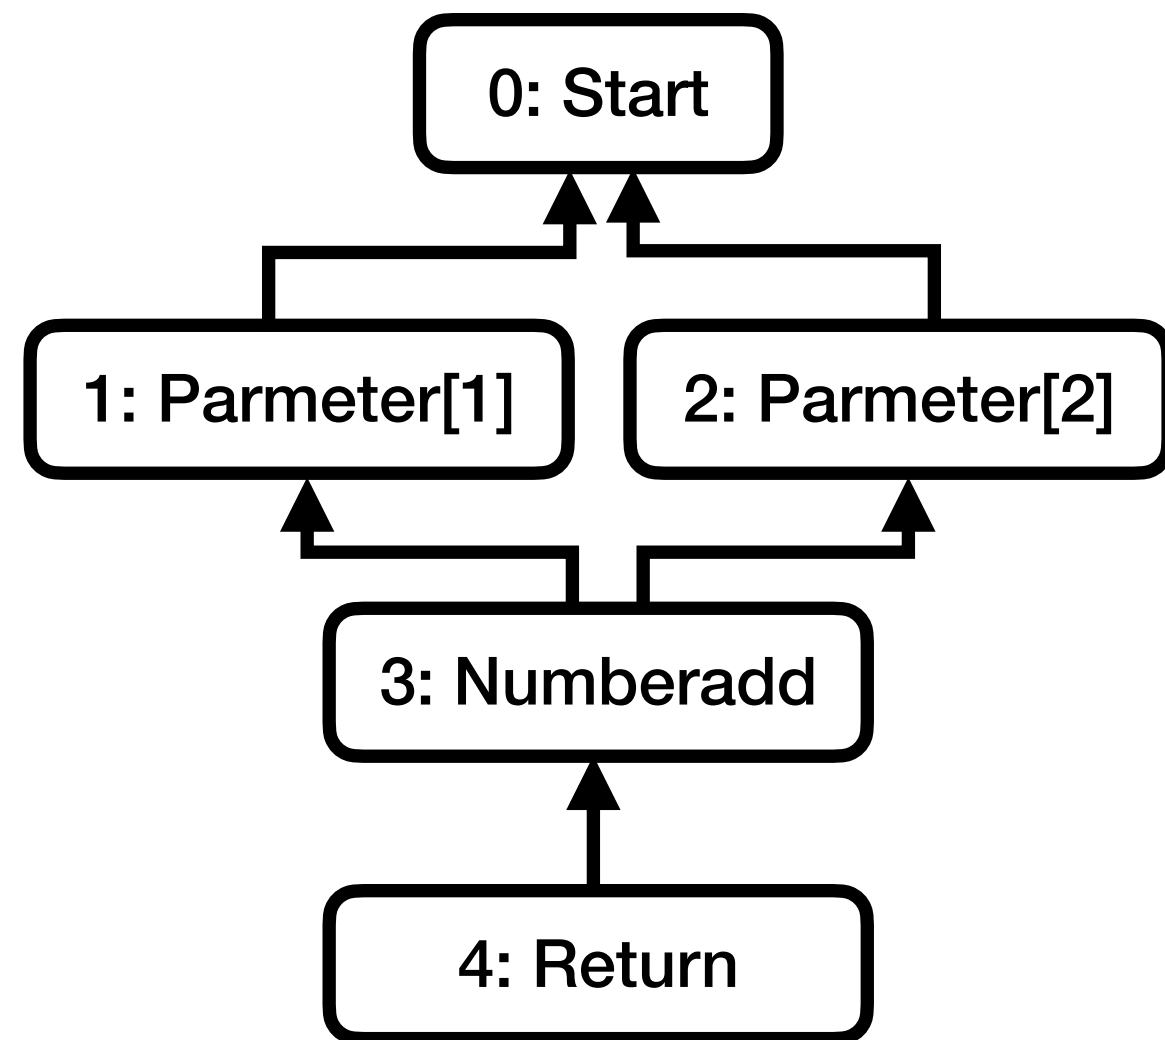 0: Start
1: Parmeter[1]
2: Parmeter[2]
3: Numberadd
4: Return